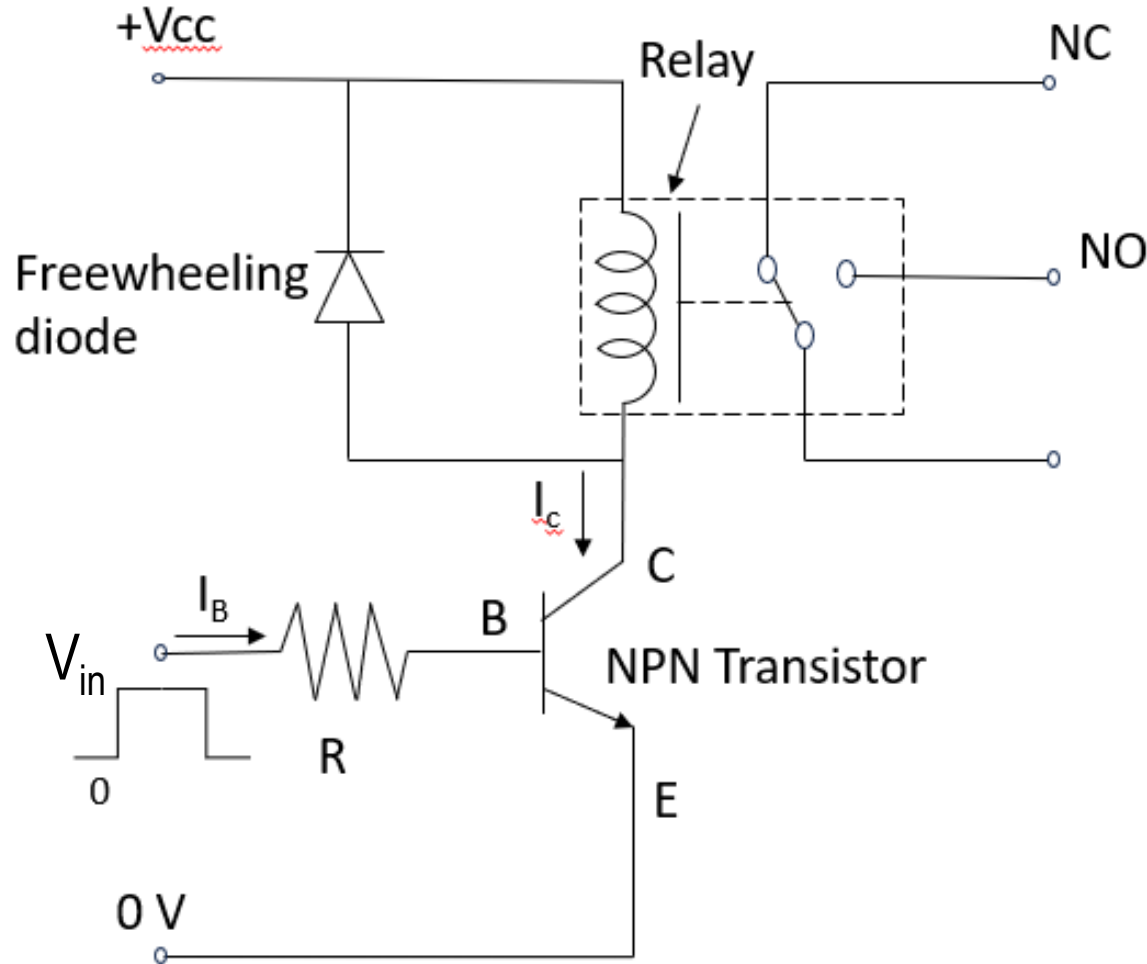 +Vcc
Relay
NC
NO
Freewheeling
diode
Ic
C
IB
B
Vin
NPN Transistor
R
0
E
0 V